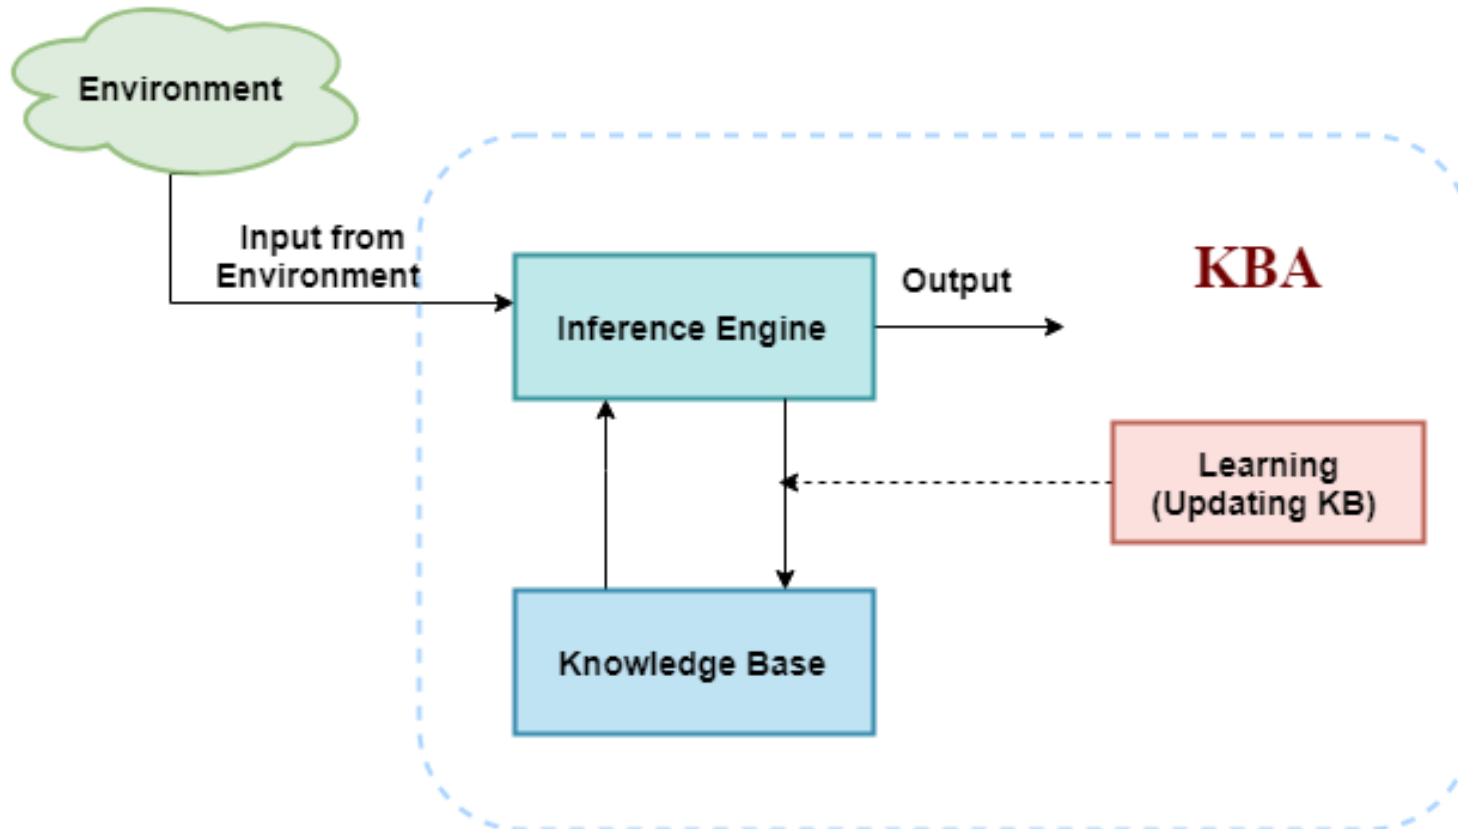 Environment
Input from
Environment
KBA
Output
Inference Engine
Learning
(Updating KB)
Knowledge Base